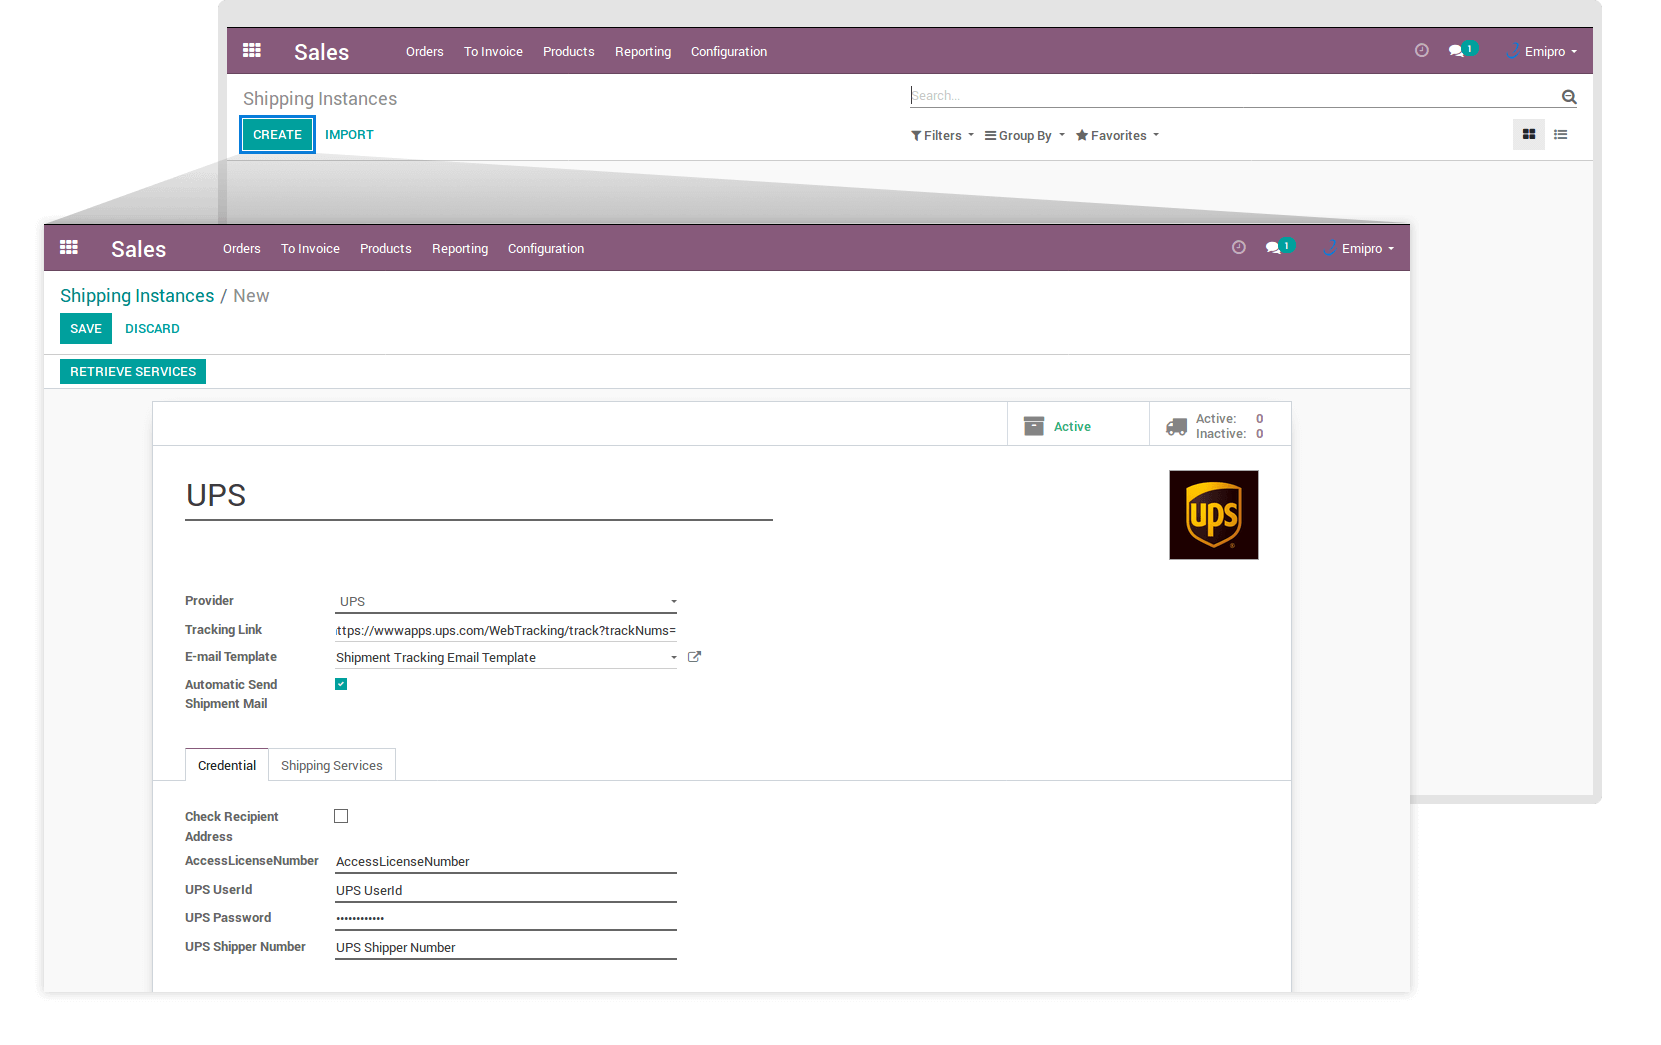 Sales Orders To Invoice Products Reporting Configuration 1 Emipro
Shipping Instances Search...
CREATE IMPORT Filters Group By Favorites
Sales Orders To Invoice Products Reporting Configuration 1 Emipro
Shipping Instances / New
SAVE DISCARD
RETRIEVE SERVICES
Active Active: 0
Inactive: 0
UPS
ups
Provider UPS
Tracking Link ttps://wwwapps.ups.com/WebTracking/track?trackNums=
E-mail Template Shipment Tracking Email Template
Automatic Send
Shipment Mail
Credential Shipping Services
Check Recipient
Address
AccessLicenseNumber AccessLicenseNumber
UPS UserId UPS UserId
UPS Password ••••••••••••
UPS Shipper Number UPS Shipper Number